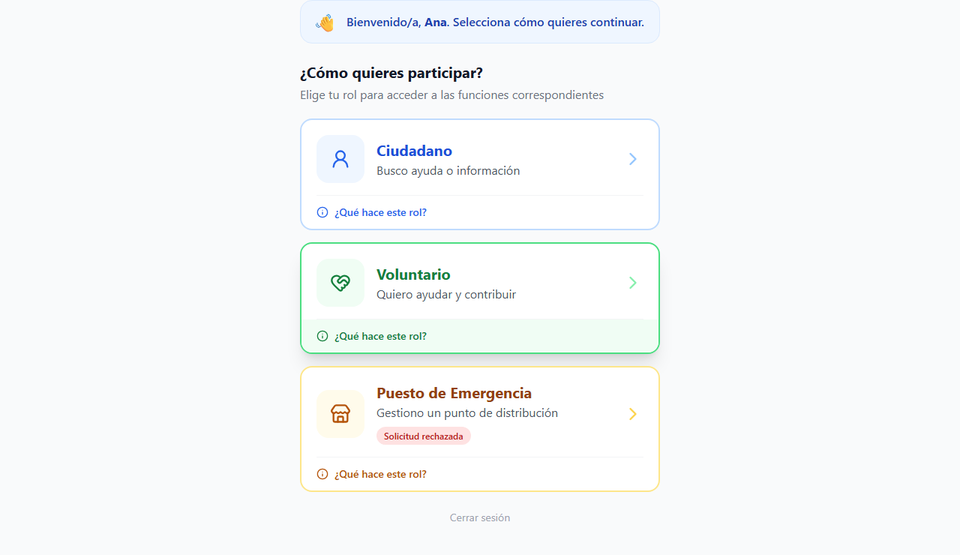 Bienvenido/a, Ana. Selecciona cómo quieres continuar.
¿Cómo quieres participar?
Elige tu rol para acceder a las funciones correspondientes
Ciudadano
Busco ayuda o información
¿Qué hace este rol?
Voluntario
Quiero ayudar y contribuir
¿Qué hace este rol?
Puesto de Emergencia
Gestiono un punto de distribución
Solicitud rechazada
¿Qué hace este rol?
Cerrar sesión